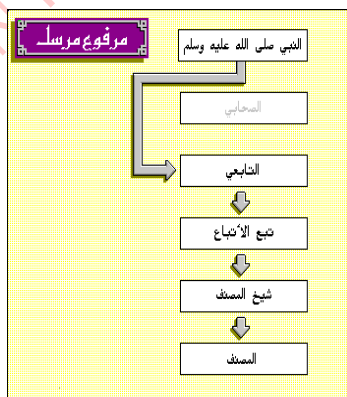 مرفوع مرسل
النبي صلى الله عليه وسلم
الصحابي
التابعي
تبع الأتباع
شيخ المصنف
المصنف